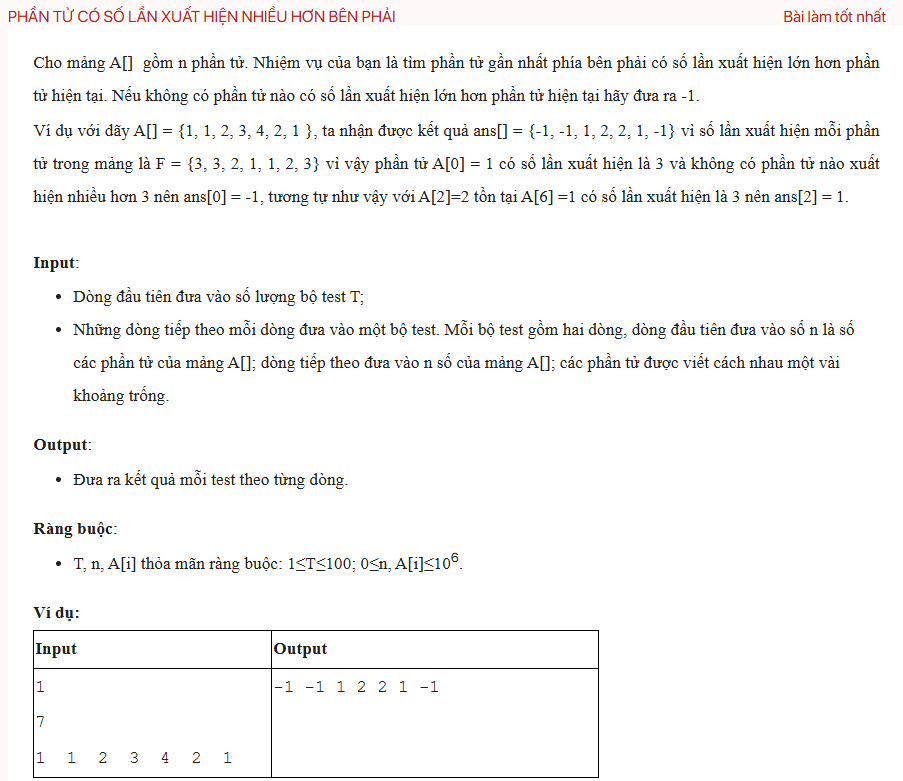 PHẦN TỬ CÓ SỐ LẦN XUẤT HIỆN NHIỀU HƠN BÊN PHẢI
Bài làm tốt nhất
Cho mảng A[] gồm n phần tử. Nhiệm vụ của bạn là tìm phần tử gần nhất phía bên phải có số lần xuất hiện lớn hơn phần
tử hiện tại. Nếu không có phần tử nào có số lần xuất hiện lớn hơn phần tử hiện tại hãy đưa ra -1.
Ví dụ với dãy A[] = {1, 1, 2, 3, 4, 2, 1 }, ta nhận được kết quả ans[] = {-1, -1, 1, 2, 2, 1, -1} vì số lần xuất hiện mỗi phần
tử trong mảng là F = {3, 3, 2, 1, 1, 2, 3} vì vậy phần tử A[0] = 1 có số lần xuất hiện là 3 và không có phần tử nào xuất
hiện nhiều hơn 3 nên ans[0] = -1, tương tự như vậy với A[2]=2 tồn tại A[6] =1 có số lần xuất hiện là 3 nên ans[2] = 1.
Input:
• Dòng đầu tiên đưa vào số lượng bộ test T;
• Những dòng tiếp theo mỗi dòng đưa vào một bộ test. Mỗi bộ test gồm hai dòng, dòng đầu tiên đưa vào số n là số
các phần tử của mảng A[]; dòng tiếp theo đưa vào n số của mảng A[]; các phần tử được viết cách nhau một vài
khoảng trống.
Output:
• Đưa ra kết quả mỗi test theo từng dòng.
Ràng buộc:
• T, n, A[i] thỏa mãn ràng buộc: 1≤T≤100; 0≤n, A[i]≤10⁶.
Ví dụ:
Input Output
1 -1 -1 1 2 2 1 -1
7
1 1 2 3 4 2 1